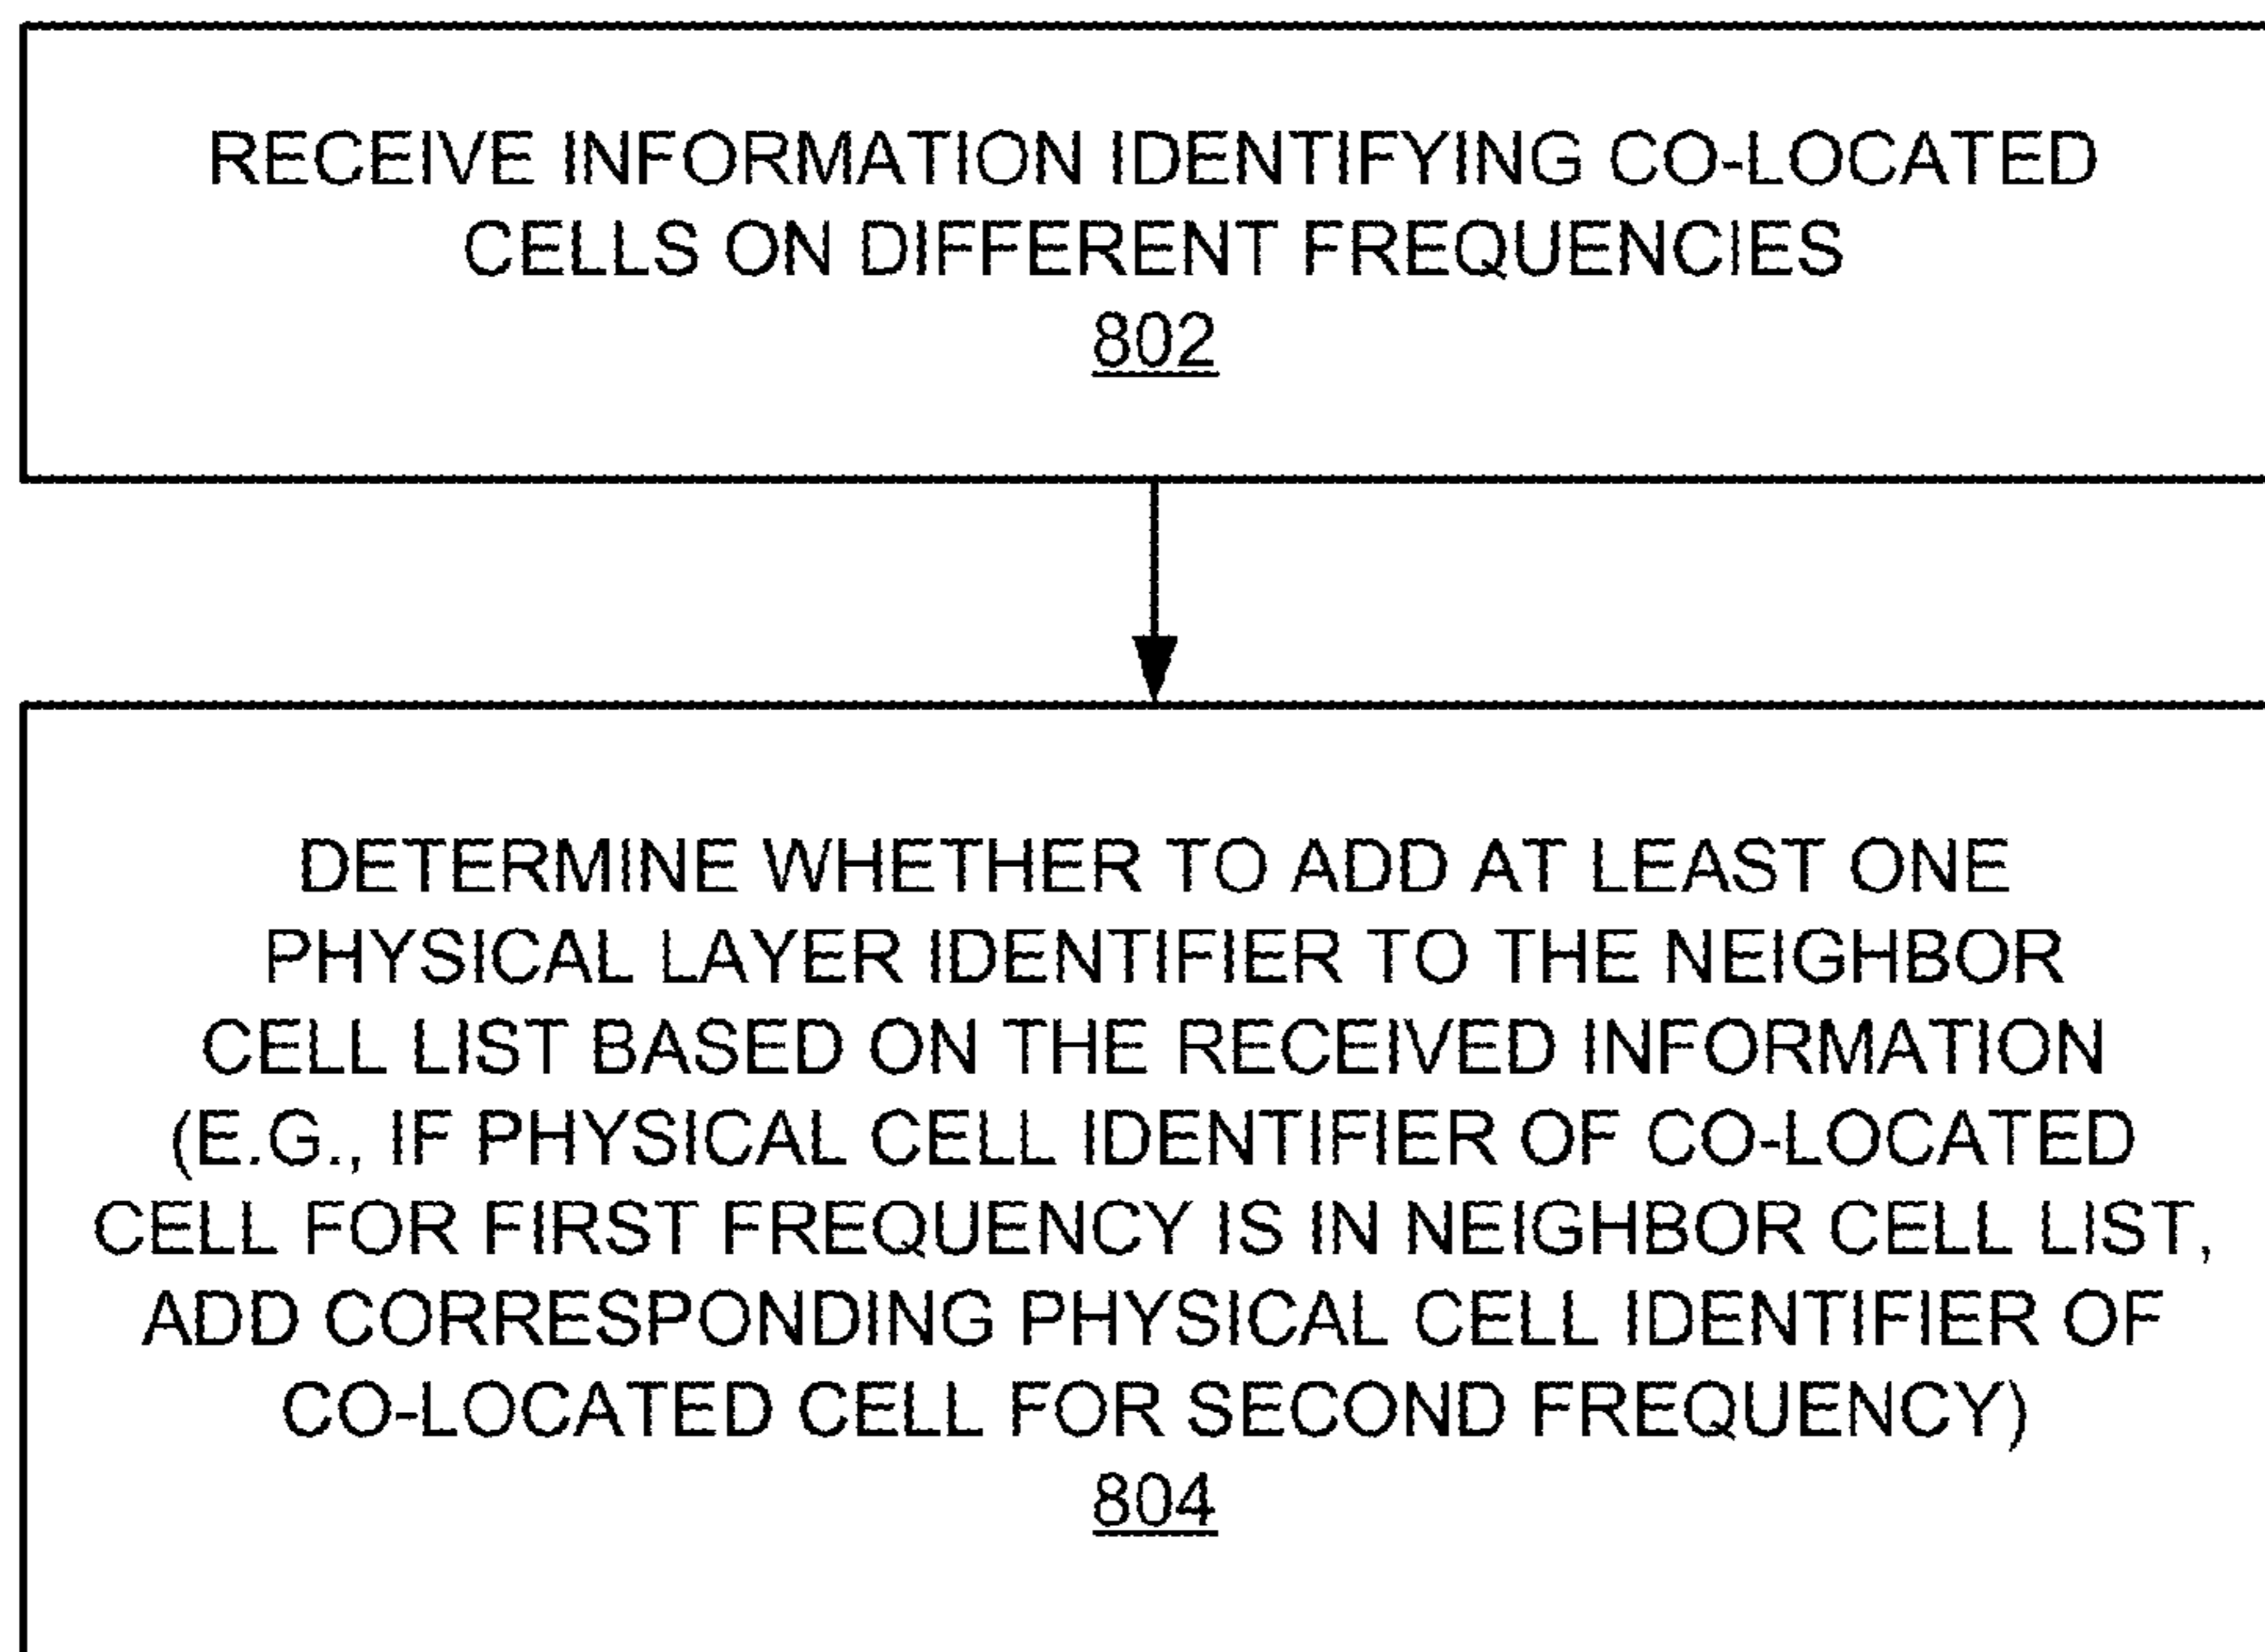 RECEIVE INFORMATION IDENTIFYING CO-LOCATED
CELLS ON DIFFERENT FREQUENCIES
802
DETERMINE WHETHER TO ADD AT LEAST ONE
PHYSICAL LAYER IDENTIFIER TO THE NEIGHBOR
CELL LIST BASED ON THE RECEIVED INFORMATION
(E.G., IF PHYSICAL CELL IDENTIFIER OF CO-LOCATED
CELL FOR FIRST FREQUENCY IS IN NEIGHBOR CELL LIST,
ADD CORRESPONDING PHYSICAL CELL IDENTIFIER OF
CO-LOCATED CELL FOR SECOND FREQUENCY)
804